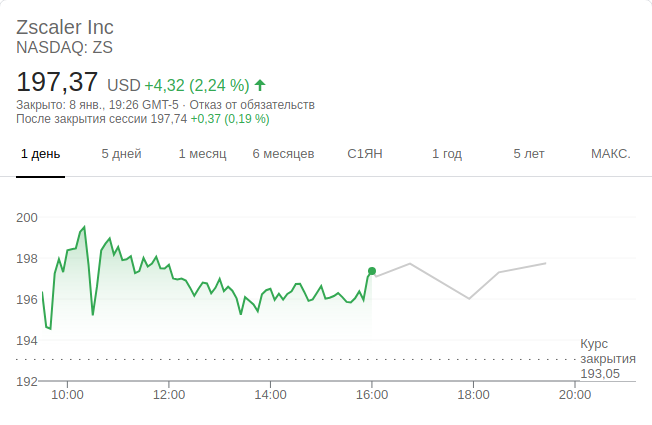 Zscaler Inc
NASDAQ: ZS
197,37 USD +4,32 (2,24 %)
Закрыто: 8 янв., 19:26 GMT-5 · Отказ от обязательств
После закрытия сессии 197,74 +0,37 (0,19 %)
1 день 5 дней 1 месяц 6 месяцев С1ЯН 1 год 5 лет МАКС.
200
198
196
194
Курс
закрытия
193,05
192
10:00 12:00 14:00 16:00 18:00 20:00